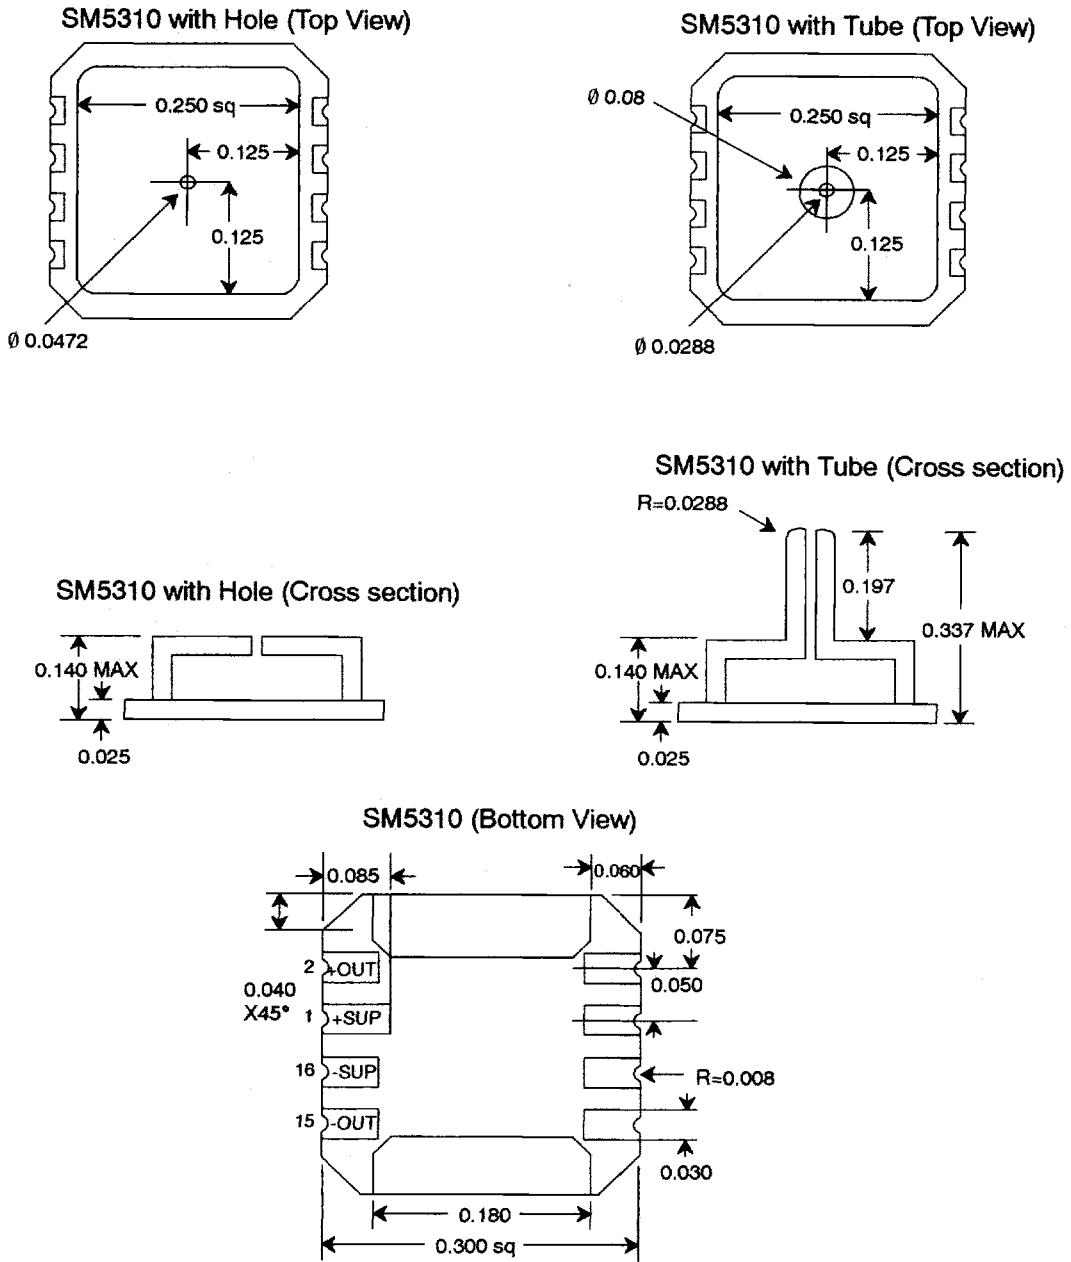 SM5310 with Hole (Top View)
0.250 sq
0.125
0.125
Ø 0.0472
SM5310 with Tube (Top View)
Ø 0.08
0.250 sq
0.125
0.125
Ø 0.0288
SM5310 with Hole (Cross section)
0.140 MAX
0.025
SM5310 with Tube (Cross section)
R=0.0288
0.197
0.337 MAX
0.140 MAX
0.025
SM5310 (Bottom View)
0.085
0.060
0.075
2 +OUT
0.050
0.040
X45°
1 +SUP
16 -SUP
R=0.008
15 -OUT
0.030
0.180
0.300 sq